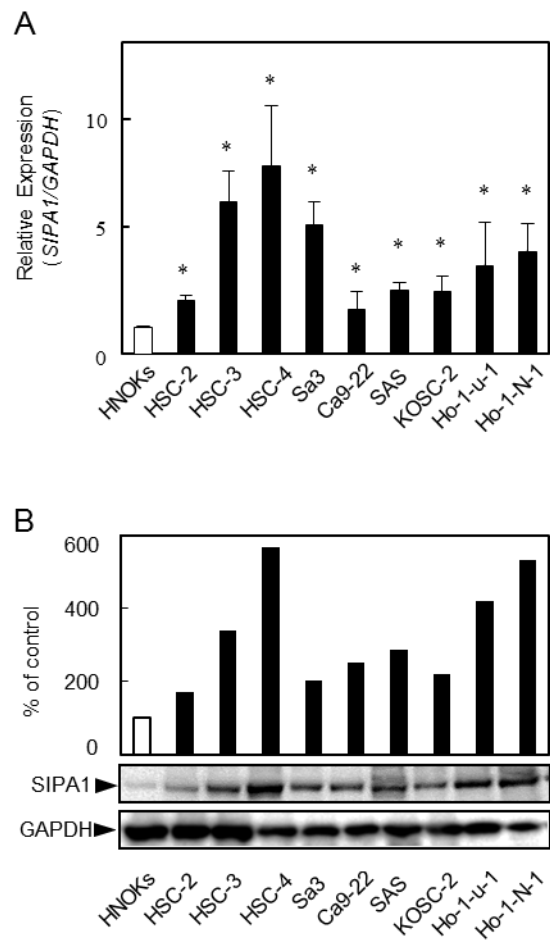 A
Relative Expression
(SIPA1/GAPDH)
10
5
0
* * * * * * * * *
HNOKs HSC-2 HSC-3 HSC-4 Sa3 Ca9-22 SAS KOSC-2 Ho-1-u-1 Ho-1-N-1
B
% of control
600
400
200
0
SIPA1
GAPDH
HNOKs HSC-2 HSC-3 HSC-4 Sa3 Ca9-22 SAS KOSC-2 Ho-1-u-1 Ho-1-N-1